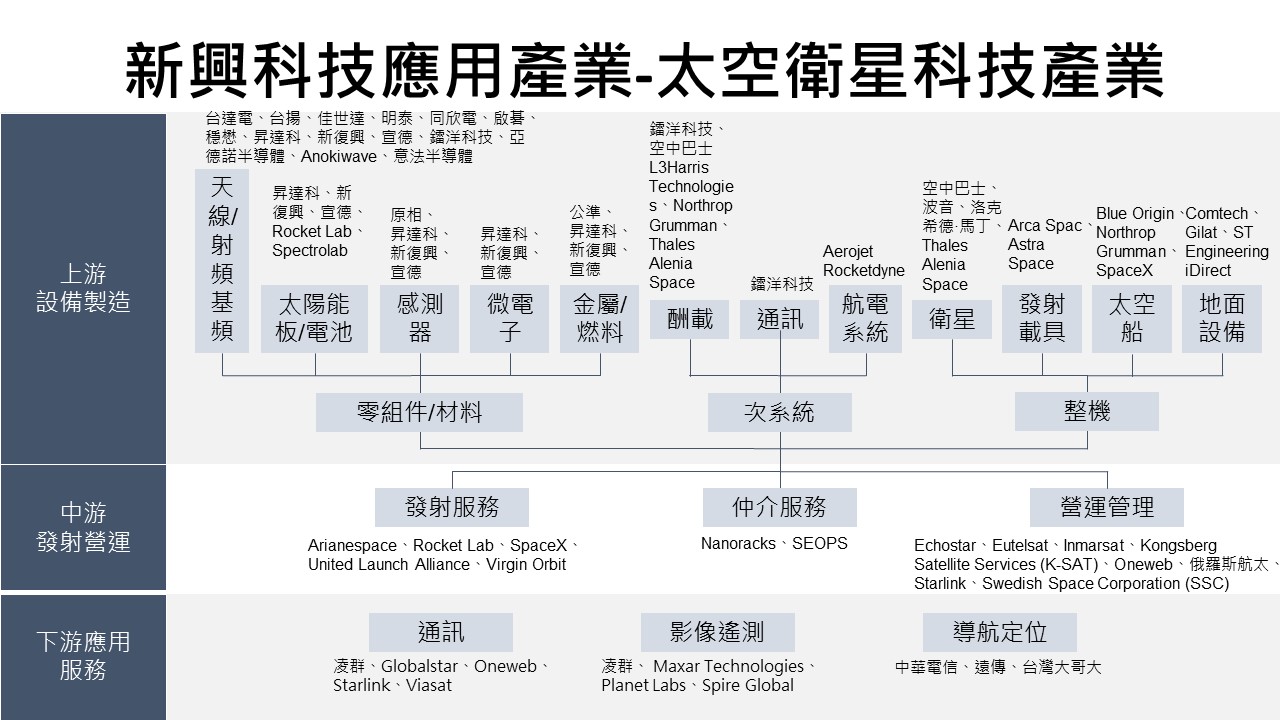 新興科技應用產業-太空衛星科技產業
上游
設備製造
台達電、台揚、佳世達、明泰、同欣電、啟碁、
穩懋、昇達科、新復興、宣德、鐳洋科技、亞
德諾半導體、Anokiwave、意法半導體
天
線/
射
頻
基
頻
昇達科、新
復興、宣德、
Rocket Lab、
Spectrolab
太陽能
板/電池
原相、
昇達科、
新復興、
宣德
感測
器
昇達科、
新復興、
宣德
微電
子
公準、
昇達科、
新復興、
宣德
金屬/
燃料
鐳洋科技、
空中巴士
L3Harris
Technologie
s、Northrop
Grumman、
Thales
Alenia
Space
酬載
鐳洋科技
通訊
Aerojet
Rocketdyne
航電
系統
空中巴士、
波音、洛克
希德·馬丁、
Thales
Alenia
Space
衛星
Arca Spac、
Astra
Space
發射
載具
Blue Origin、
Northrop
Grumman、
SpaceX
太空
船
Comtech、
Gilat、ST
Engineering
iDirect
地面
設備
零組件/材料
次系統
整機
中游
發射營運
發射服務
Arianespace、Rocket Lab、SpaceX、
United Launch Alliance、Virgin Orbit
仲介服務
Nanoracks、SEOPS
營運管理
Echostar、Eutelsat、Inmarsat、Kongsberg
Satellite Services (K-SAT)、Oneweb、俄羅斯航太、
Starlink、Swedish Space Corporation (SSC)
下游應用
服務
通訊
凌群、Globalstar、Oneweb、
Starlink、Viasat
影像遙測
凌群、 Maxar Technologies、
Planet Labs、Spire Global
導航定位
中華電信、遠傳、台灣大哥大